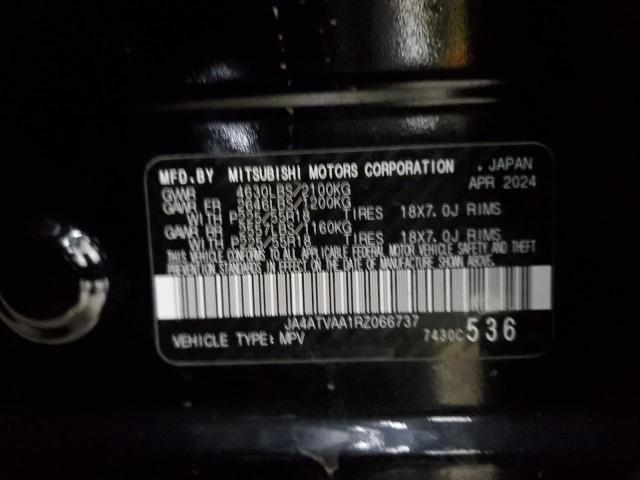 MFD.BY MITSUBISHI MOTORS CORPORATION , JAPAN
APR 2024
GVWR 4630LBS/2100KG
GAWR FR 2646LBS/1200KG
WITH P225/55R18 TIRES 18X7.0J RIMS
GAWR RR 2557LBS/1160KG
WITH P225/55R18 TIRES 18X7.0J RIMS
THIS VEHICLE CONFORMS TO ALL APPLICABLE FEDERAL MOTOR VEHICLE SAFETY AND THEFT
PREVENTION STANDARDS IN EFFECT ON THE DATE OF MANUFACTURE SHOWN ABOVE.
JA4ATVAA1RZ066737
VEHICLE TYPE: MPV 7430C 536